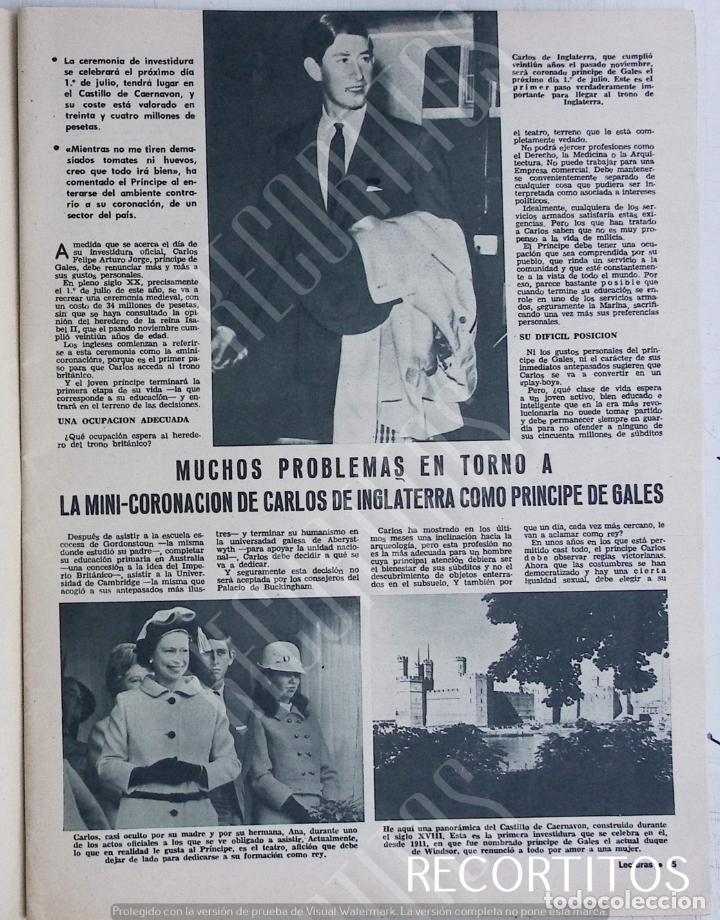 • La ceremonia de investidura
se celebrará el próximo día
1.º de julio, tendrá lugar en
el Castillo de Caernavon, y
su coste está valorado en
treinta y cuatro millones de
pesetas.
• «Mientras no me tiren dema-
siados tomates ni huevos,
creo que todo irá bien», ha
comentado el Príncipe al en-
terarse del ambiente contra-
rio a su coronación, de un
sector del país.
A medida que se acerca el día de
su investidura oficial, Carlos
Felipe Arturo Jorge, príncipe de
Gales, debe renunciar más y más a
sus gustos personales.
En pleno siglo XX, precisamente
el 1.º de julio de este año, se va a
recrear una ceremonia medieval, con
un costo de 34 millones de pesetas,
sin que se haya consultado la opi-
nión del heredero de la reina Isa-
bel II, que el pasado noviembre cum-
plió veintiún años de edad.
Los ingleses comienzan a referir-
se a esta ceremonia como la «mini-
coronación», porque es el primer pa-
so para que Carlos acceda al trono
británico.
Y el joven príncipe terminará la
primera etapa de su vida —la que
corresponde a su educación— y en-
trará en el terreno de las decisiones.
UNA OCUPACION ADECUADA
¿Qué ocupación espera al herede-
ro del trono británico?
Carlos de Inglaterra, que cumplió
veintiún años el pasado noviembre,
será coronado príncipe de Gales el
próximo día 1.º de julio. Este es el
primer paso verdaderamente im-
portante para llegar al trono de
Inglaterra.
el teatro, terreno que le está com-
pletamente vedado.
No podrá ejercer profesiones como
el Derecho, la Medicina o la Arqui-
tectura. No puede trabajar para una
Empresa comercial. Debe mantener-
se convenientemente separado de
cualquier cosa que pudiera ser in-
terpretada como asociada a intereses
políticos.
Idealmente, cualquiera de los ser-
vicios armados satisfaría estas exi-
gencias. Pero los que han tratado
a Carlos saben que no es muy pro-
penso a la vida de milicia.
El Príncipe debe tener una ocu-
pación que sea comprendida por su
pueblo, que rinda un servicio a la
comunidad y que esté constantemen-
te a la vista de todo el mundo. Por
eso, parece bastante posible que
cuando termine su educación se en-
role en uno de los servicios arma-
dos, seguramente la Marina, sacrifi-
cando una vez más sus preferencias
personales.
SU DIFICIL POSICION
Ni los gustos personales del prín-
cipe de Gales, ni el carácter de sus
inmediatos antepasados sugieren que
Carlos se va a convertir en un
«play-boy».
Pero, ¿qué clase de vida espera
a un joven activo, bien educado e
inteligente que en la era más revo-
lucionaria no puede tomar partido
y debe permanecer siempre en guar-
dia para no ofender a ninguno de
sus cincuenta millones de súbditos
MUCHOS PROBLEMAS EN TORNO A
LA MINI-CORONACION DE CARLOS DE INGLATERRA COMO PRINCIPE DE GALES
Después de asistir a la escuela es-
cocesa de Gordonstoun —la misma
donde estudió su padre—, completar
su educación primaria en Australia
—una concesión a la idea del Impe-
rio Británico—, asistir a la Univer-
sidad de Cambridge —la misma que
acogió a sus antepasados más ilus-
tres— y terminar su humanismo en
la universidad galesa de Aberyst-
wyth —para apoyar la unidad nacio-
nal—, Carlos debe decidir a qué se
va a dedicar.
Y seguramente esta decisión no
será aceptada por los consejeros del
Palacio de Buckingham.
Carlos ha mostrado en los últi-
mos meses una inclinación hacia la
arqueología, pero esta profesión no
es la más adecuada para un hombre
cuya principal atención debiera ser
el bienestar de sus súbditos y no el
descubrimiento de objetos enterra-
dos en el subsuelo. Y también por
que un día, cada vez más cercano, le
van a aclamar como rey?
En unos años en los que está per-
mitido casi todo, el príncipe Carlos
debe observar reglas victorianas.
Ahora que las costumbres se han
democratizado y hay una cierta
igualdad sexual, debe elegir a su
Carlos, casi oculto por su madre y por su hermana, Ana, durante uno
de los actos oficiales a los que se ve obligado a asistir. Actualmente,
lo que en realidad le gusta al Príncipe, es el teatro, afición que debe
dejar de lado para dedicarse a su formación como rey.
He aquí una panorámica del Castillo de Caernavon, construido durante
el siglo XVIII. Esta es la primera investidura que se celebra en él,
desde 1911, en que fue nombrado príncipe de Gales el actual duque
de Windsor, que renunció a todo por amor a una mujer.
Lecturas • 5
RECORTITOS
todocoleccion
Protegido con la versión de prueba de Visual Watermark. La versión completa no pone esta marca.